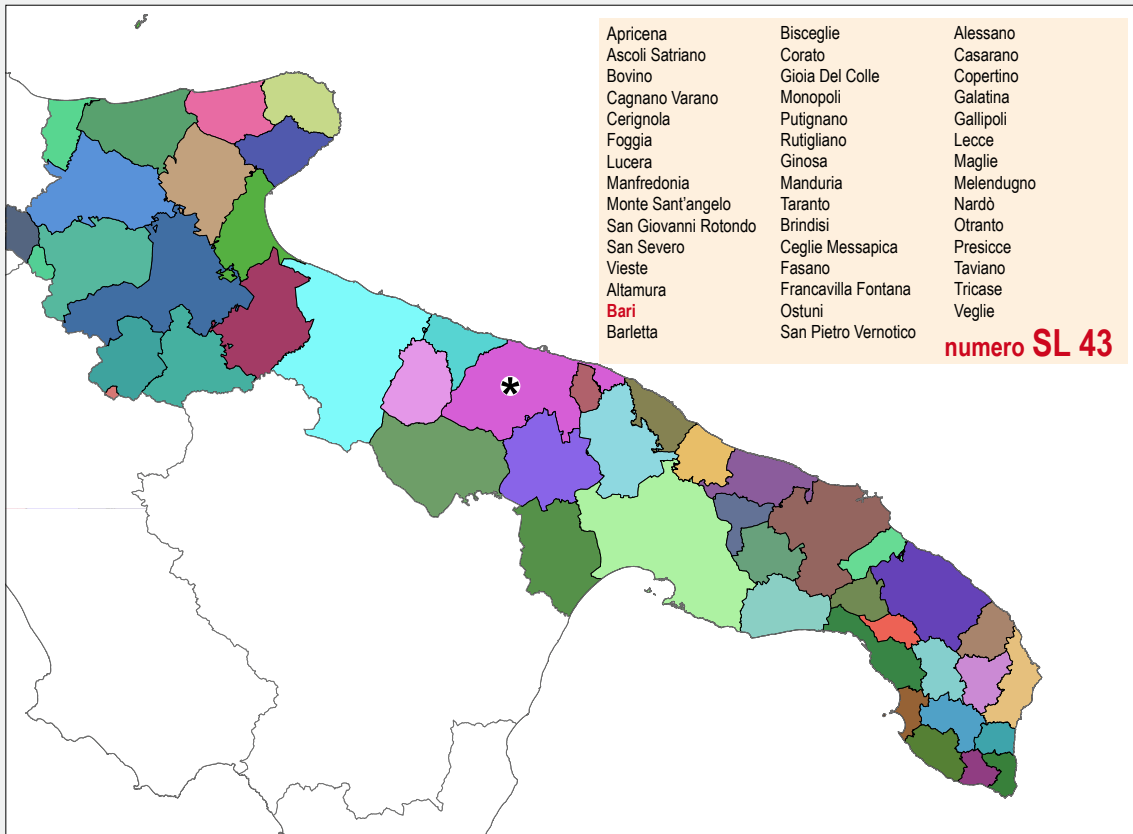 Apricena
Ascoli Satriano
Bovino
Cagnano Varano
Cerignola
Foggia
Lucera
Manfredonia
Monte Sant'angelo
San Giovanni Rotondo
San Severo
Vieste
Altamura
Bari
Barletta
Bisceglie
Corato
Gioia Del Colle
Monopoli
Putignano
Rutigliano
Ginosa
Manduria
Taranto
Brindisi
Ceglie Messapica
Fasano
Francavilla Fontana
Ostuni
San Pietro Vernotico
Alessano
Casarano
Copertino
Galatina
Gallipoli
Lecce
Maglie
Melendugno
Nardò
Otranto
Presicce
Taviano
Tricase
Veglie
numero SL 43
*